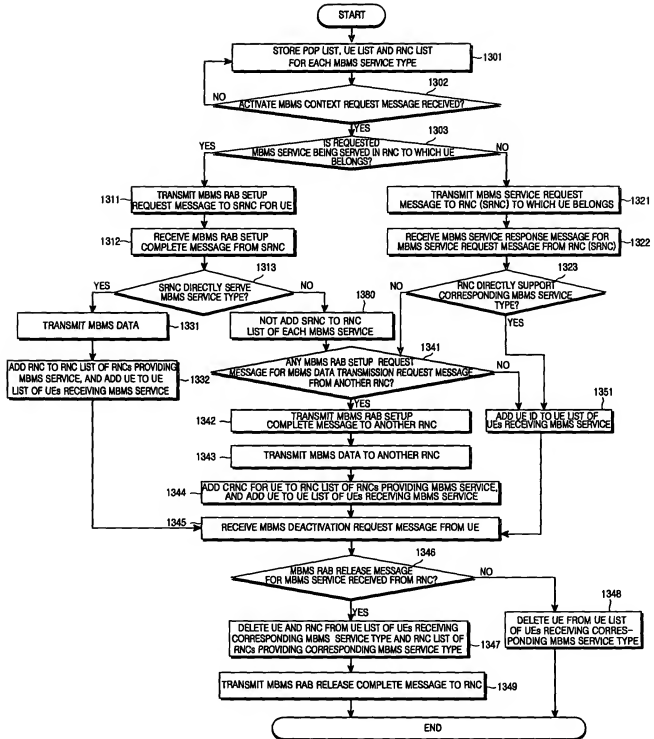 START
STORE PDP LIST, UE LIST AND RNC LIST
FOR EACH MBMS SERVICE TYPE
1301
1302
NO
ACTIVATE MBMS CONTEXT REQUEST MESSAGE RECEIVED?
YES
1303
YES
IS REQUESTED
MBMS SERVICE BEING SERVED IN RNC TO WHICH UE
BELONGS?
NO
1311
TRANSMIT MBMS RAB SETUP
REQUEST MESSAGE TO SRNC FOR UE
TRANSMIT MBMS SERVICE REQUEST
MESSAGE TO RNC (SRNC) TO WHICH UE BELONGS
1321
1312
RECEIVE MBMS RAB SETUP
COMPLETE MESSAGE FROM SRNC
RECEIVE MBMS SERVICE RESPONSE MESSAGE FOR
MBMS SERVICE REQUEST MESSAGE FROM RNC (SRNC)
1322
1313
1323
YES
SRNC DIRECTLY SERVE
MBMS SERVICE TYPE?
NO
1380
NO
RNC DIRECTLY SUPPORT
CORRESPONDING MBMS SERVICE
TYPE?
YES
TRANSMIT MBMS DATA
1331
NOT ADD SRNC TO RNC
LIST OF EACH MBMS SERVICE
1341
ADD RNC TO RNC LIST OF RNCs PROVIDING
MBMS SERVICE, AND ADD UE TO UE
LIST OF UEs RECEIVING MBMS SERVICE
1332
ANY MBMS RAB SETUP REQUEST
MESSAGE FOR MBMS DATA TRANSMISSION REQUEST MESSAGE
FROM ANOTHER RNC?
NO
YES
1351
ADD UE ID TO UE LIST OF
UEs RECEIVING MBMS SERVICE
1342
TRANSMIT MBMS RAB SETUP
COMPLETE MESSAGE TO ANOTHER RNC
1343
TRANSMIT MBMS DATA TO ANOTHER RNC
1344
ADD CRNC FOR UE TO RNC LIST OF RNCs PROVIDING MBMS SERVICE,
AND ADD UE TO UE LIST OF UEs RECEIVING MBMS SERVICE
1345
RECEIVE MBMS DEACTIVATION REQUEST MESSAGE FROM UE
1346
MBMS RAB RELEASE MESSAGE
FOR MBMS SERVICE RECEIVED FROM RNC?
NO
YES
1348
DELETE UE FROM UE LIST
OF UEs RECEIVING CORRES-
PONDING MBMS SERVICE TYPE
DELETE UE AND RNC FROM UE LIST OF UEs RECEIVING
CORRESPONDING MBMS SERVICE TYPE AND RNC LIST OF
RNCs PROVIDING CORRESPONDING MBMS SERVICE TYPE
1347
TRANSMIT MBMS RAB RELEASE COMPLETE MESSAGE TO RNC
1349
END